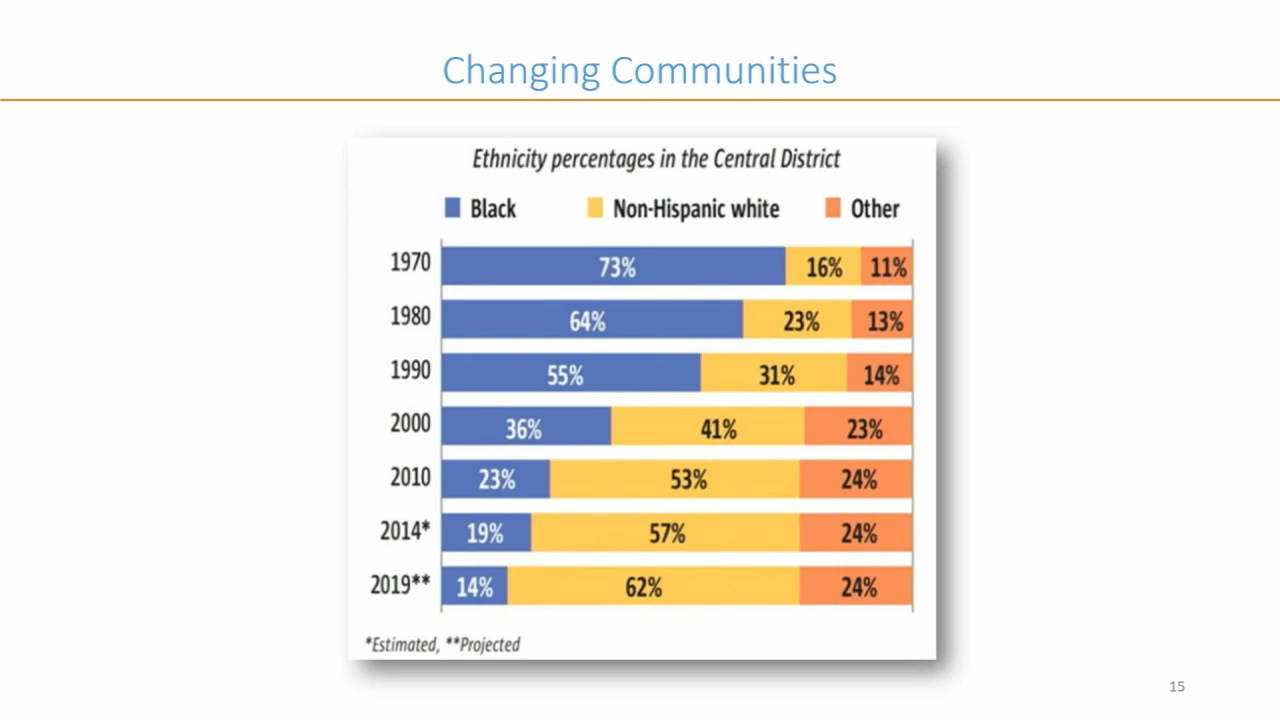 Changing Communities
Ethnicity percentages in the Central District
Black Non-Hispanic white Other
1970 73% 16% 11%
1980 64% 23% 13%
1990 55% 31% 14%
2000 36% 41% 23%
2010 23% 53% 24%
2014* 19% 57% 24%
2019** 14% 62% 24%
*Estimated, **Projected
15